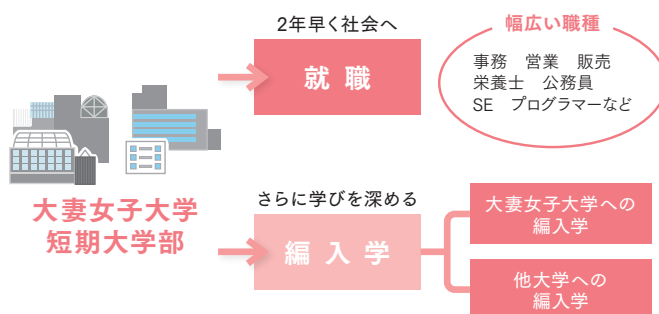 2年早く社会へ
就職
幅広い職種
事務 営業 販売
栄養士 公務員
SE プログラマーなど
大妻女子大学
短期大学部
さらに学びを深める
編入学
大妻女子大学への
編入学
他大学への
編入学